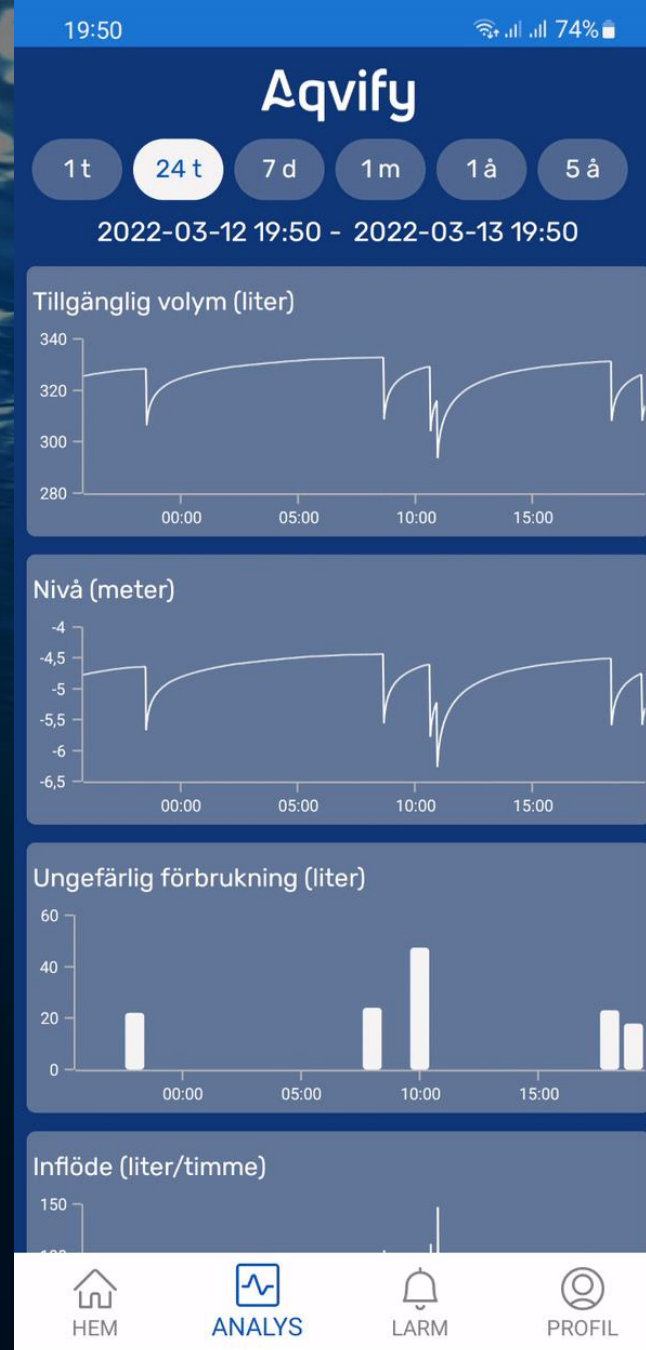 19:50 74%
Aqvify
1 t 24 t 7 d 1 m 1 å 5 å
2022-03-12 19:50 - 2022-03-13 19:50
Tillgänglig volym (liter)
340
320
300
280
00:00 05:00 10:00 15:00
Nivå (meter)
-4
-4,5
-5
-5,5
-6
-6,5
00:00 05:00 10:00 15:00
Ungefärlig förbrukning (liter)
60
40
20
0
00:00 05:00 10:00 15:00
Inflöde (liter/timme)
150
HEM ANALYS LARM PROFIL